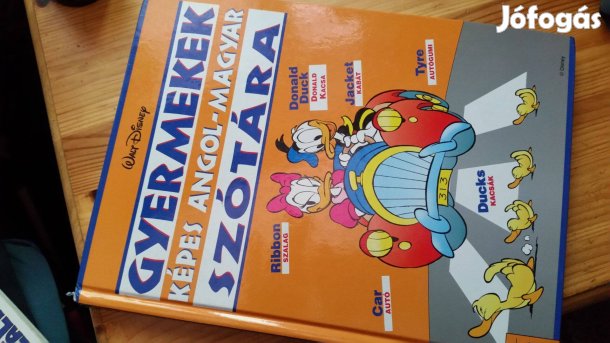 Jófogás
WALT DISNEY
GYERMEKEK
KÉPES ANGOL-MAGYAR
SZÓTÁRA
Donald
Duck
DONALD
KACSA
Jacket
KABÁT
Tyre
AUTÓGUMI
© Disney
Ribbon
SZALAG
313
Ducks
KACSÁK
Car
AUTÓ